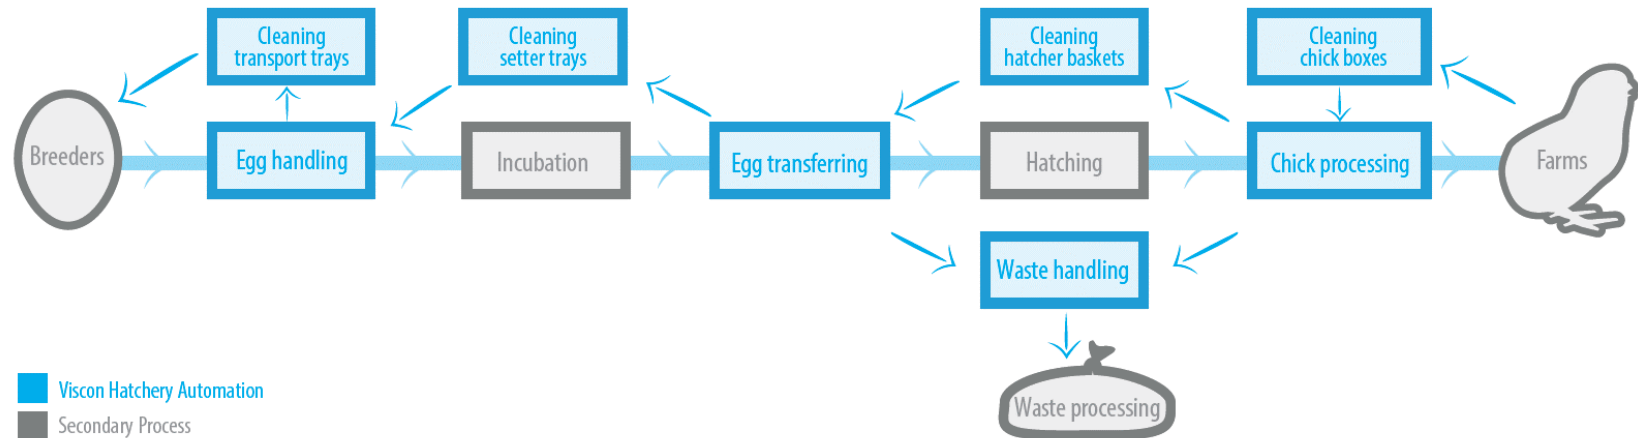 Cleaning
transport trays
Cleaning
setter trays
Cleaning
hatcher baskets
Cleaning
chick boxes
Breeders
Egg handling
Incubation
Egg transferring
Hatching
Chick processing
Farms
Waste handling
Waste processing
Viscon Hatchery Automation
Secondary Process